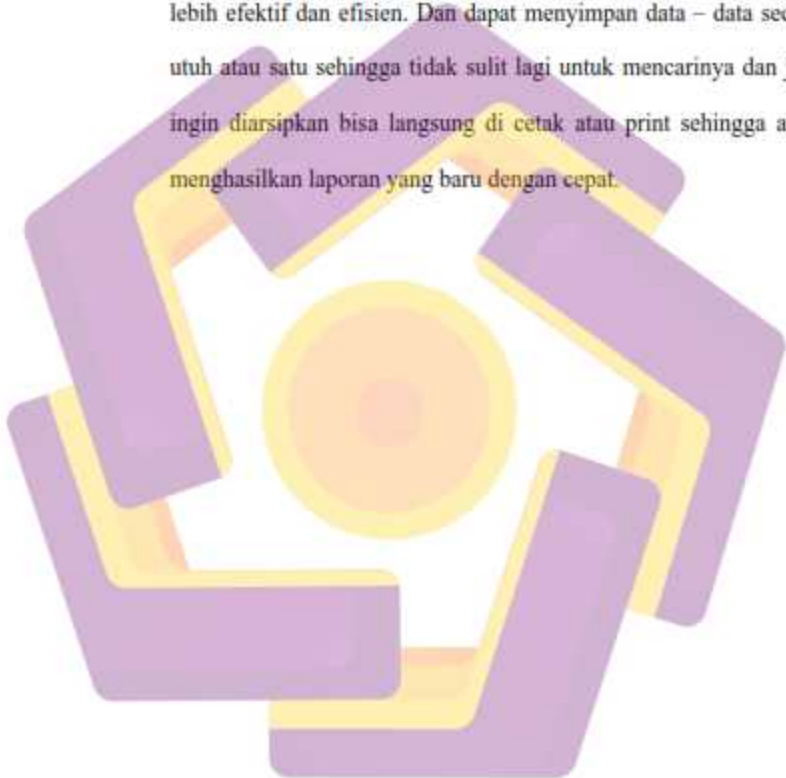 lebih efektif dan efisien. Dan dapat menyimpan data – data sec
utuh atau satu sehingga tidak sulit lagi untuk mencarinya dan j
ingin diarsipkan bisa langsung di cetak atau print sehingga a
menghasilkan laporan yang baru dengan cepat.